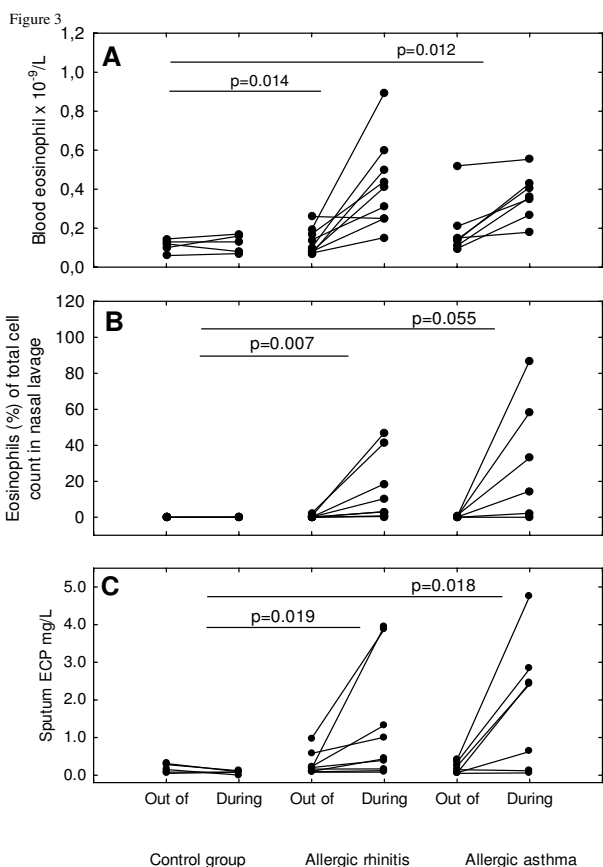 Figure 3
A
Blood eosinophil x 10⁻⁹/L
1,2
1,0
0,8
0,6
0,4
0,2
0,0
p=0.012
p=0.014
B
Eosinophils (%) of total cell
count in nasal lavage
120
100
80
60
40
20
0
p=0.055
p=0.007
C
Sputum ECP mg/L
5.0
4.0
3.0
2.0
1.0
0.0
p=0.018
p=0.019
Out of During Out of During Out of During
Control group Allergic rhinitis Allergic asthma